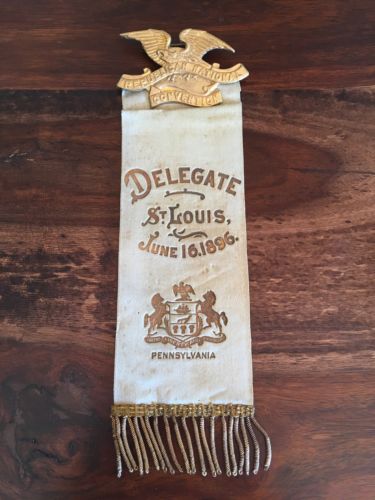 REPUBLICAN NATIONAL
CONVENTION
DELEGATE
ST. LOUIS,
JUNE 16.1896.
PENNSYLVANIA